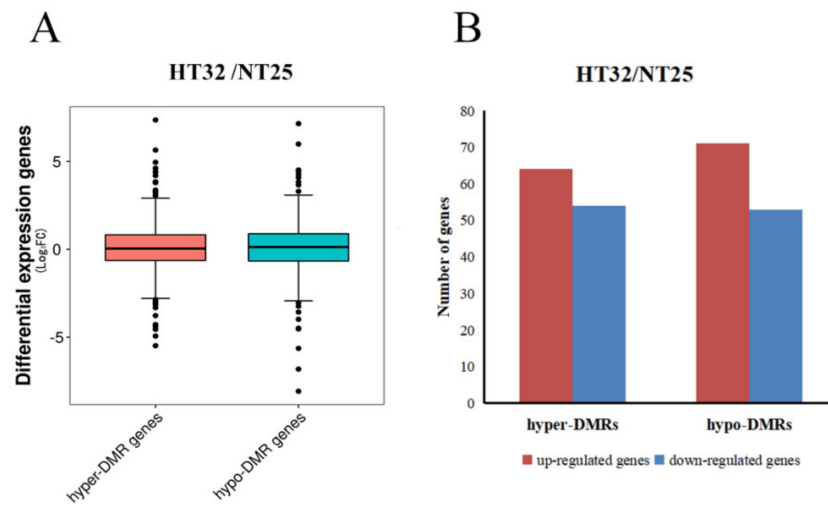 A
HT32 /NT25
Differential expression genes
(Log₂FC)
5
0
-5
hyper-DMR genes
hypo-DMR genes
B
HT32/NT25
Number of genes
80
70
60
50
40
30
20
10
0
hyper-DMRs
hypo-DMRs
up-regulated genes
down-regulated genes